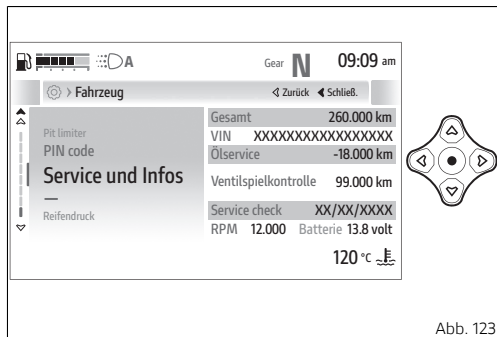 A Gear N 09:09 am
Fahrzeug Zurück Schließ.
Pit limiter
PIN code
Service und Infos
—
Reifendruck
Gesamt 260.000 km
VIN XXXXXXXXXXXXXXXXX
Ölservice -18.000 km
Ventilspielkontrolle 99.000 km
Service check XX/XX/XXXX
RPM 12.000 Batterie 13.8 volt
120 °C
Abb. 123